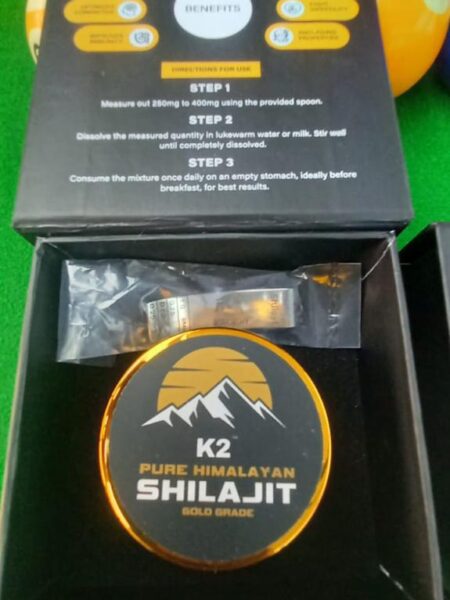 BENEFITS
IMMUNITY
PROPERTIES
DIRECTIONS FOR USE
STEP 1
Measure out 250mg to 400mg using the provided spoon.
STEP 2
Dissolve the measured quantity in lukewarm water or milk. Stir well
until completely dissolved.
STEP 3
Consume the mixture once daily on an empty stomach, ideally before
breakfast, for best results.
K2
PURE HIMALAYAN
SHILAJIT
GOLD GRADE